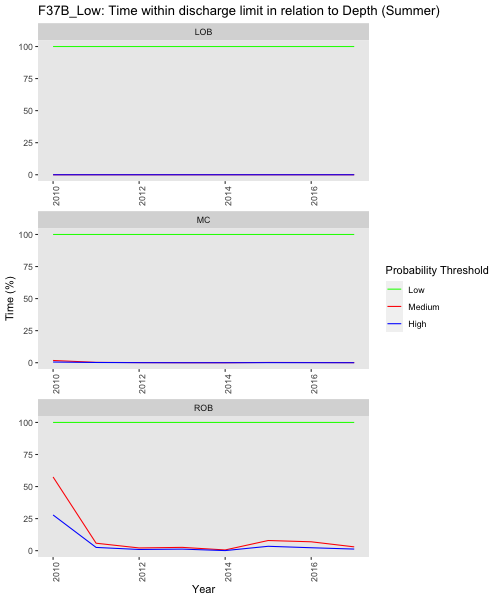 F37B_Low: Time within discharge limit in relation to Depth (Summer)
LOB
100
75
50
25
0
2010
2012
2014
2016
MC
100
75
50
25
0
2010
2012
2014
2016
ROB
100
75
50
25
0
2010
2012
2014
2016
Time (%)
Year
Probability Threshold
Low
Medium
High